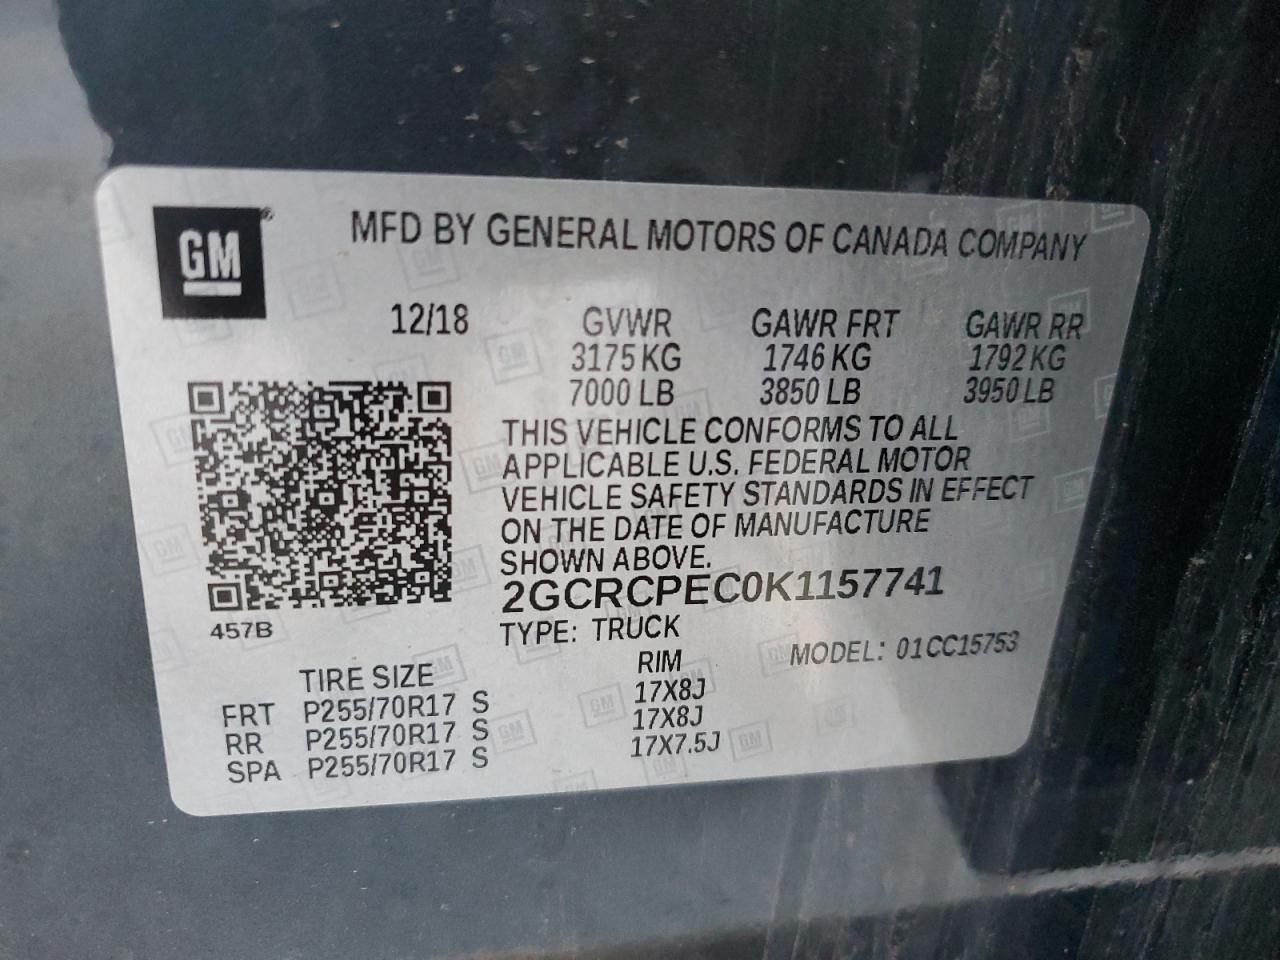 GM®
MFD BY GENERAL MOTORS OF CANADA COMPANY
12/18 GVWR GAWR FRT GAWR RR
3175 KG 1746 KG 1792 KG
7000 LB 3850 LB 3950 LB
THIS VEHICLE CONFORMS TO ALL
APPLICABLE U.S. FEDERAL MOTOR
VEHICLE SAFETY STANDARDS IN EFFECT
ON THE DATE OF MANUFACTURE
SHOWN ABOVE.
2GCRCPEC0K1157741
457B
TYPE: TRUCK
MODEL: 01CC15753
TIRE SIZE RIM
FRT P255/70R17 S 17X8J
RR P255/70R17 S 17X8J
SPA P255/70R17 S 17X7.5J